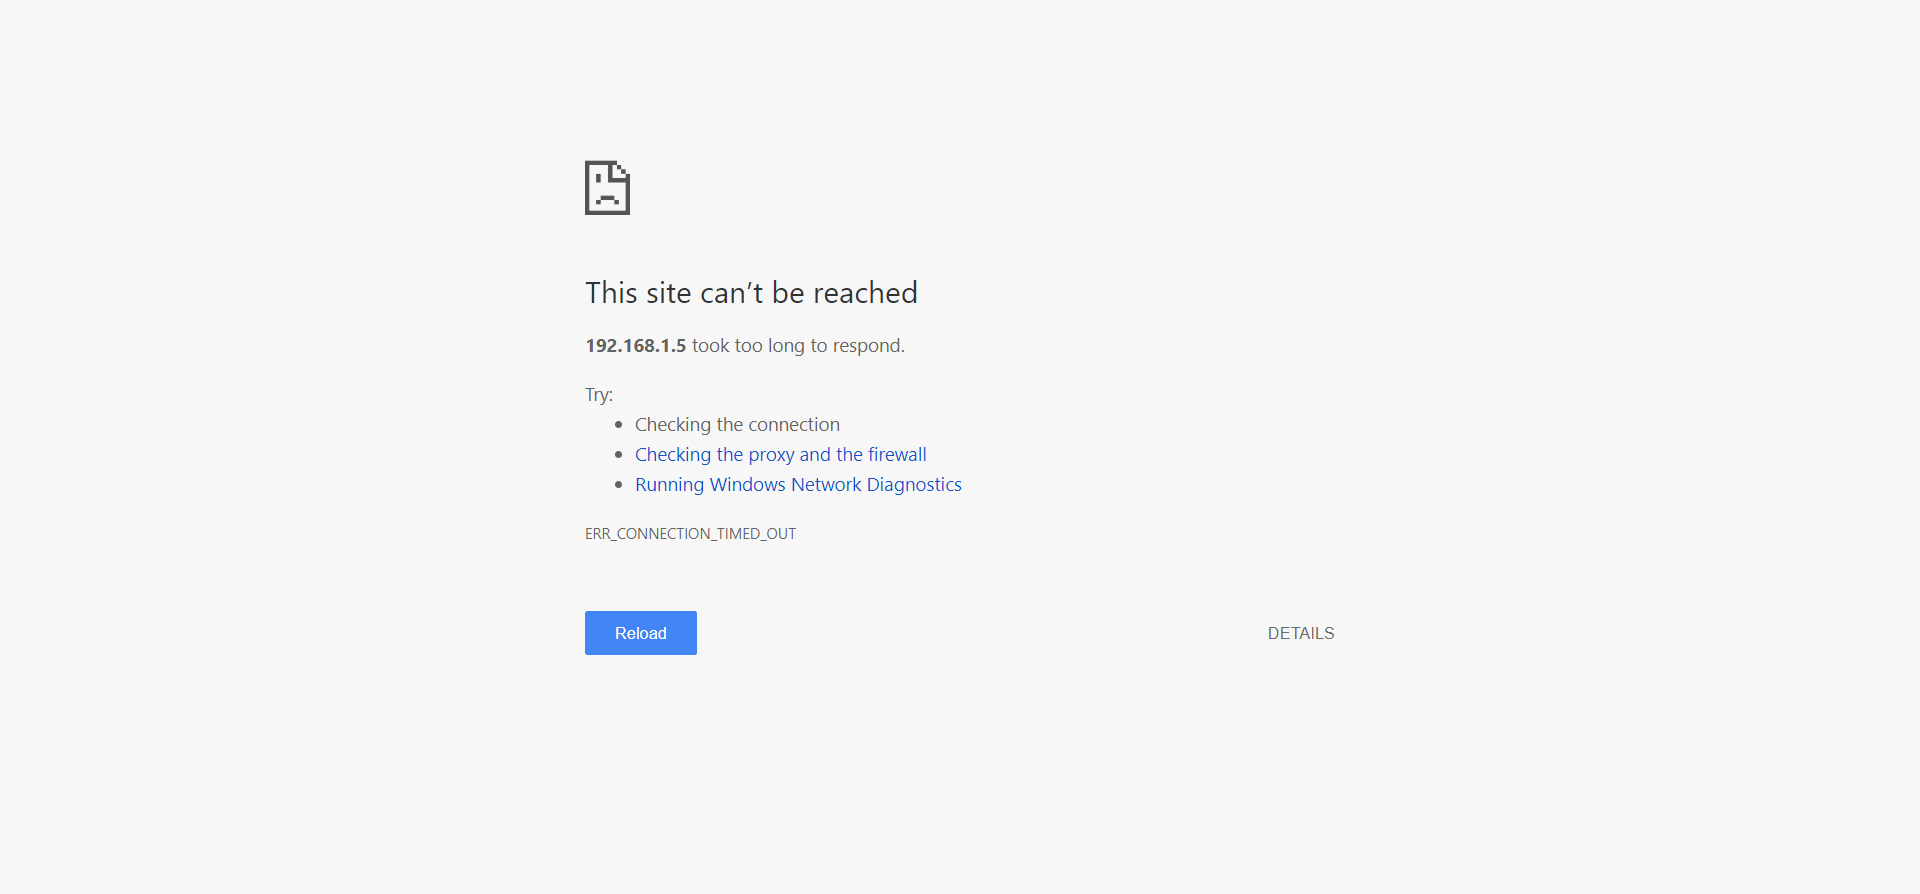 This site can’t be reached
192.168.1.5 took too long to respond.
Try:
Checking the connection
Checking the proxy and the firewall
Running Windows Network Diagnostics
ERR_CONNECTION_TIMED_OUT
Reload
DETAILS